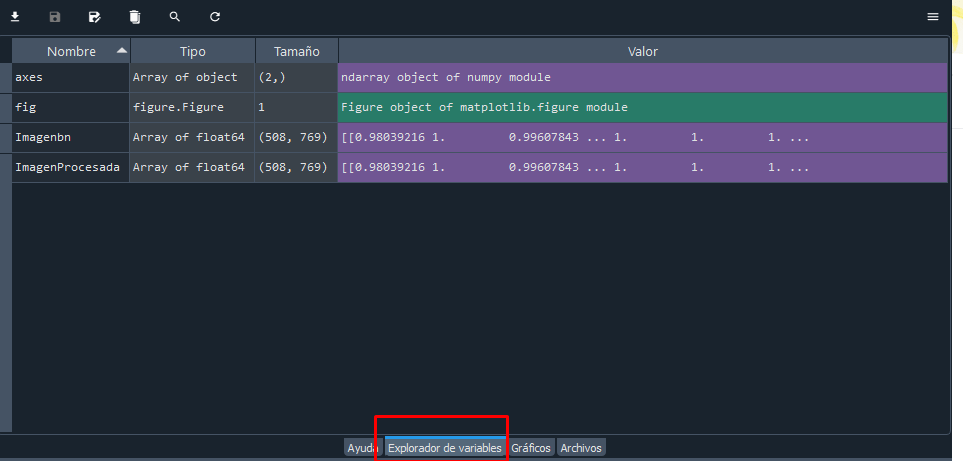 Nombre Tipo Tamaño Valor
axes Array of object (2,) ndarray object of numpy module
fig figure.Figure 1 Figure object of matplotlib.figure module
Imagenbn Array of float64 (508, 769) [[0.98039216 1. 0.99607843 ... 1. 1. 1. ...
ImagenProcesada Array of float64 (508, 769) [[0.98039216 1. 0.99607843 ... 1. 1. 1. ...
Ayuda Explorador de variables Gráficos Archivos